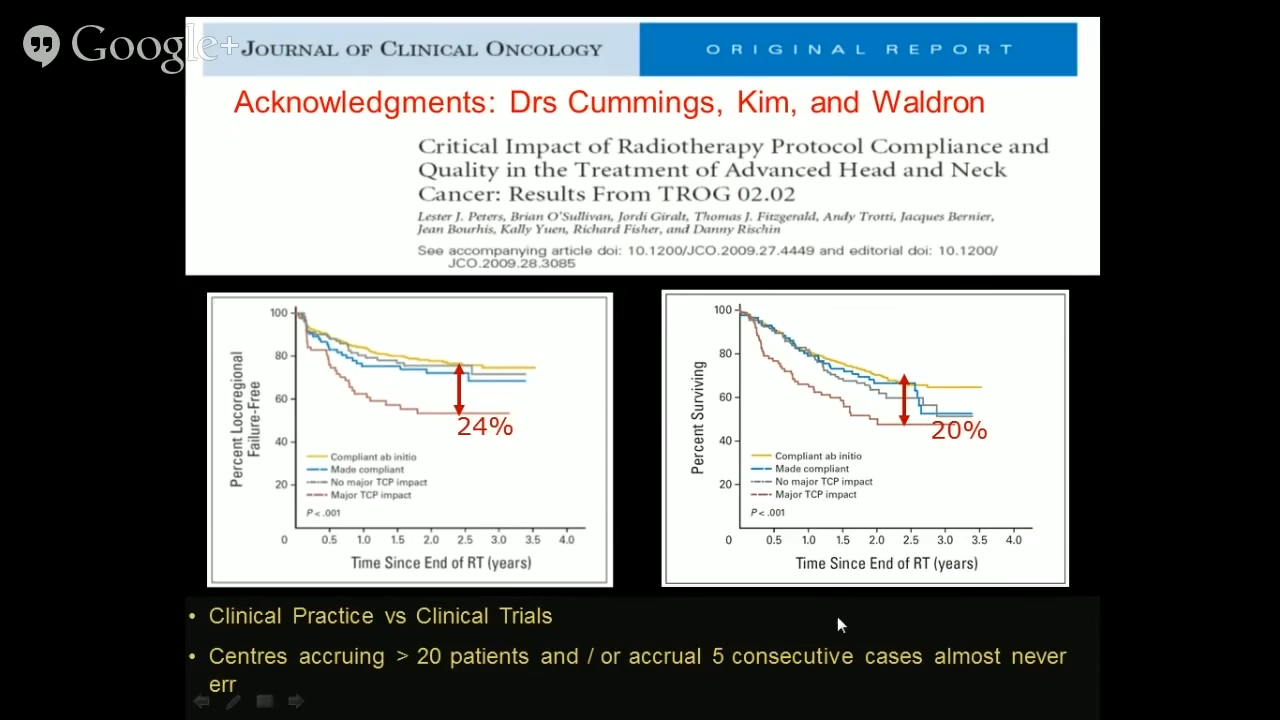 Google+
JOURNAL OF CLINICAL ONCOLOGY
ORIGINAL REPORT
Acknowledgments: Drs Cummings, Kim, and Waldron
Critical Impact of Radiotherapy Protocol Compliance and
Quality in the Treatment of Advanced Head and Neck
Cancer: Results From TROG 02.02
Lester J. Peters, Brian O'Sullivan, Jordi Giralt, Thomas J. Fitzgerald, Andy Trotti, Jacques Bernier,
Jean Bourhis, Kally Yuen, Richard Fisher, and Danny Rischin
See accompanying article doi: 10.1200/JCO.2009.27.4449 and editorial doi: 10.1200/
JCO.2009.28.3085
Percent Locoregional
Failure-Free
100
80
60
40
20
24%
Compliant ab initio
Made compliant
No major TCP impact
Major TCP impact
P < .001
0 0.5 1.0 1.5 2.0 2.5 3.0 3.5 4.0
Time Since End of RT (years)
Percent Surviving
100
80
60
40
20
20%
Compliant ab initio
Made compliant
No major TCP impact
Major TCP impact
P < .001
0 0.5 1.0 1.5 2.0 2.5 3.0 3.5 4.0
Time Since End of RT (years)
• Clinical Practice vs Clinical Trials
• Centres accruing > 20 patients and / or accrual 5 consecutive cases almost never
err